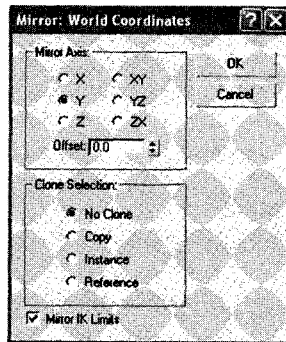 Mirror: World Coordinates
Mirror Axis:
X XY
Y YZ
Z ZX
Offset: 0.0
OK
Cancel
Clone Selection:
No Clone
Copy
Instance
Reference
Mirror IK Limits